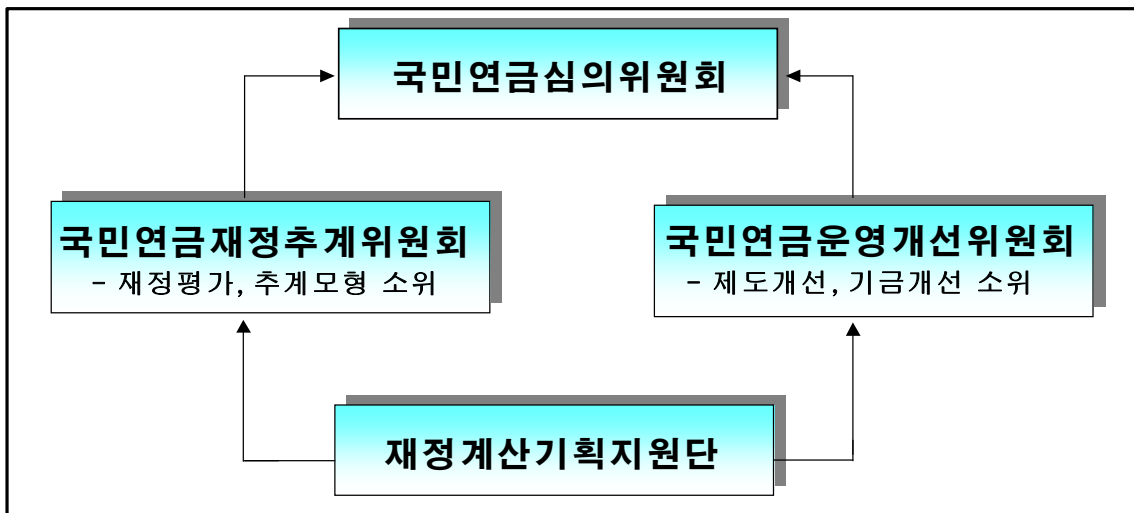 국민연금심의위원회
국민연금재정추계위원회
- 재정평가, 추계모형 소위
국민연금운영개선위원회
- 제도개선, 기금개선 소위
재정계산기획지원단